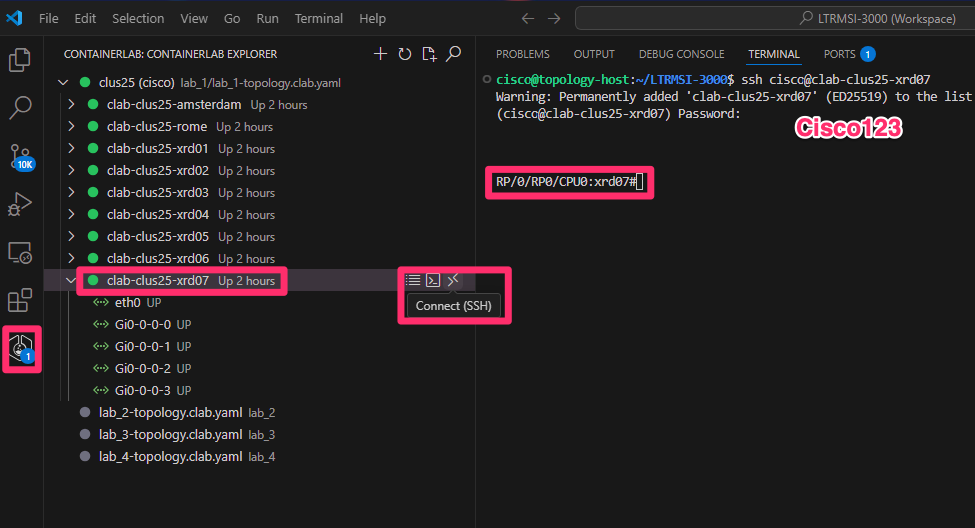 File Edit Selection View Go Run Terminal Help LTRMSI-3000 (Workspace)
CONTAINERLAB: CONTAINERLAB EXPLORER
PROBLEMS OUTPUT DEBUG CONSOLE TERMINAL PORTS 1
clus25 (cisco) lab_1/lab_1-topology.clab.yaml
clab-clus25-amsterdam Up 2 hours
clab-clus25-rome Up 2 hours
clab-clus25-xrd01 Up 2 hours
clab-clus25-xrd02 Up 2 hours
clab-clus25-xrd03 Up 2 hours
clab-clus25-xrd04 Up 2 hours
clab-clus25-xrd05 Up 2 hours
clab-clus25-xrd06 Up 2 hours
clab-clus25-xrd07 Up 2 hours
Connect (SSH)
eth0 UP
Gi0-0-0-0 UP
Gi0-0-0-1 UP
Gi0-0-0-2 UP
Gi0-0-0-3 UP
lab_2-topology.clab.yaml lab_2
lab_3-topology.clab.yaml lab_3
lab_4-topology.clab.yaml lab_4
10K
1
cisco@topology-host:~/LTRMSI-3000$ ssh cisco@clab-clus25-xrd07
Warning: Permanently added 'clab-clus25-xrd07' (ED25519) to the list
(cisco@clab-clus25-xrd07) Password:
Cisco123
RP/0/RP0/CPU0:xrd07#